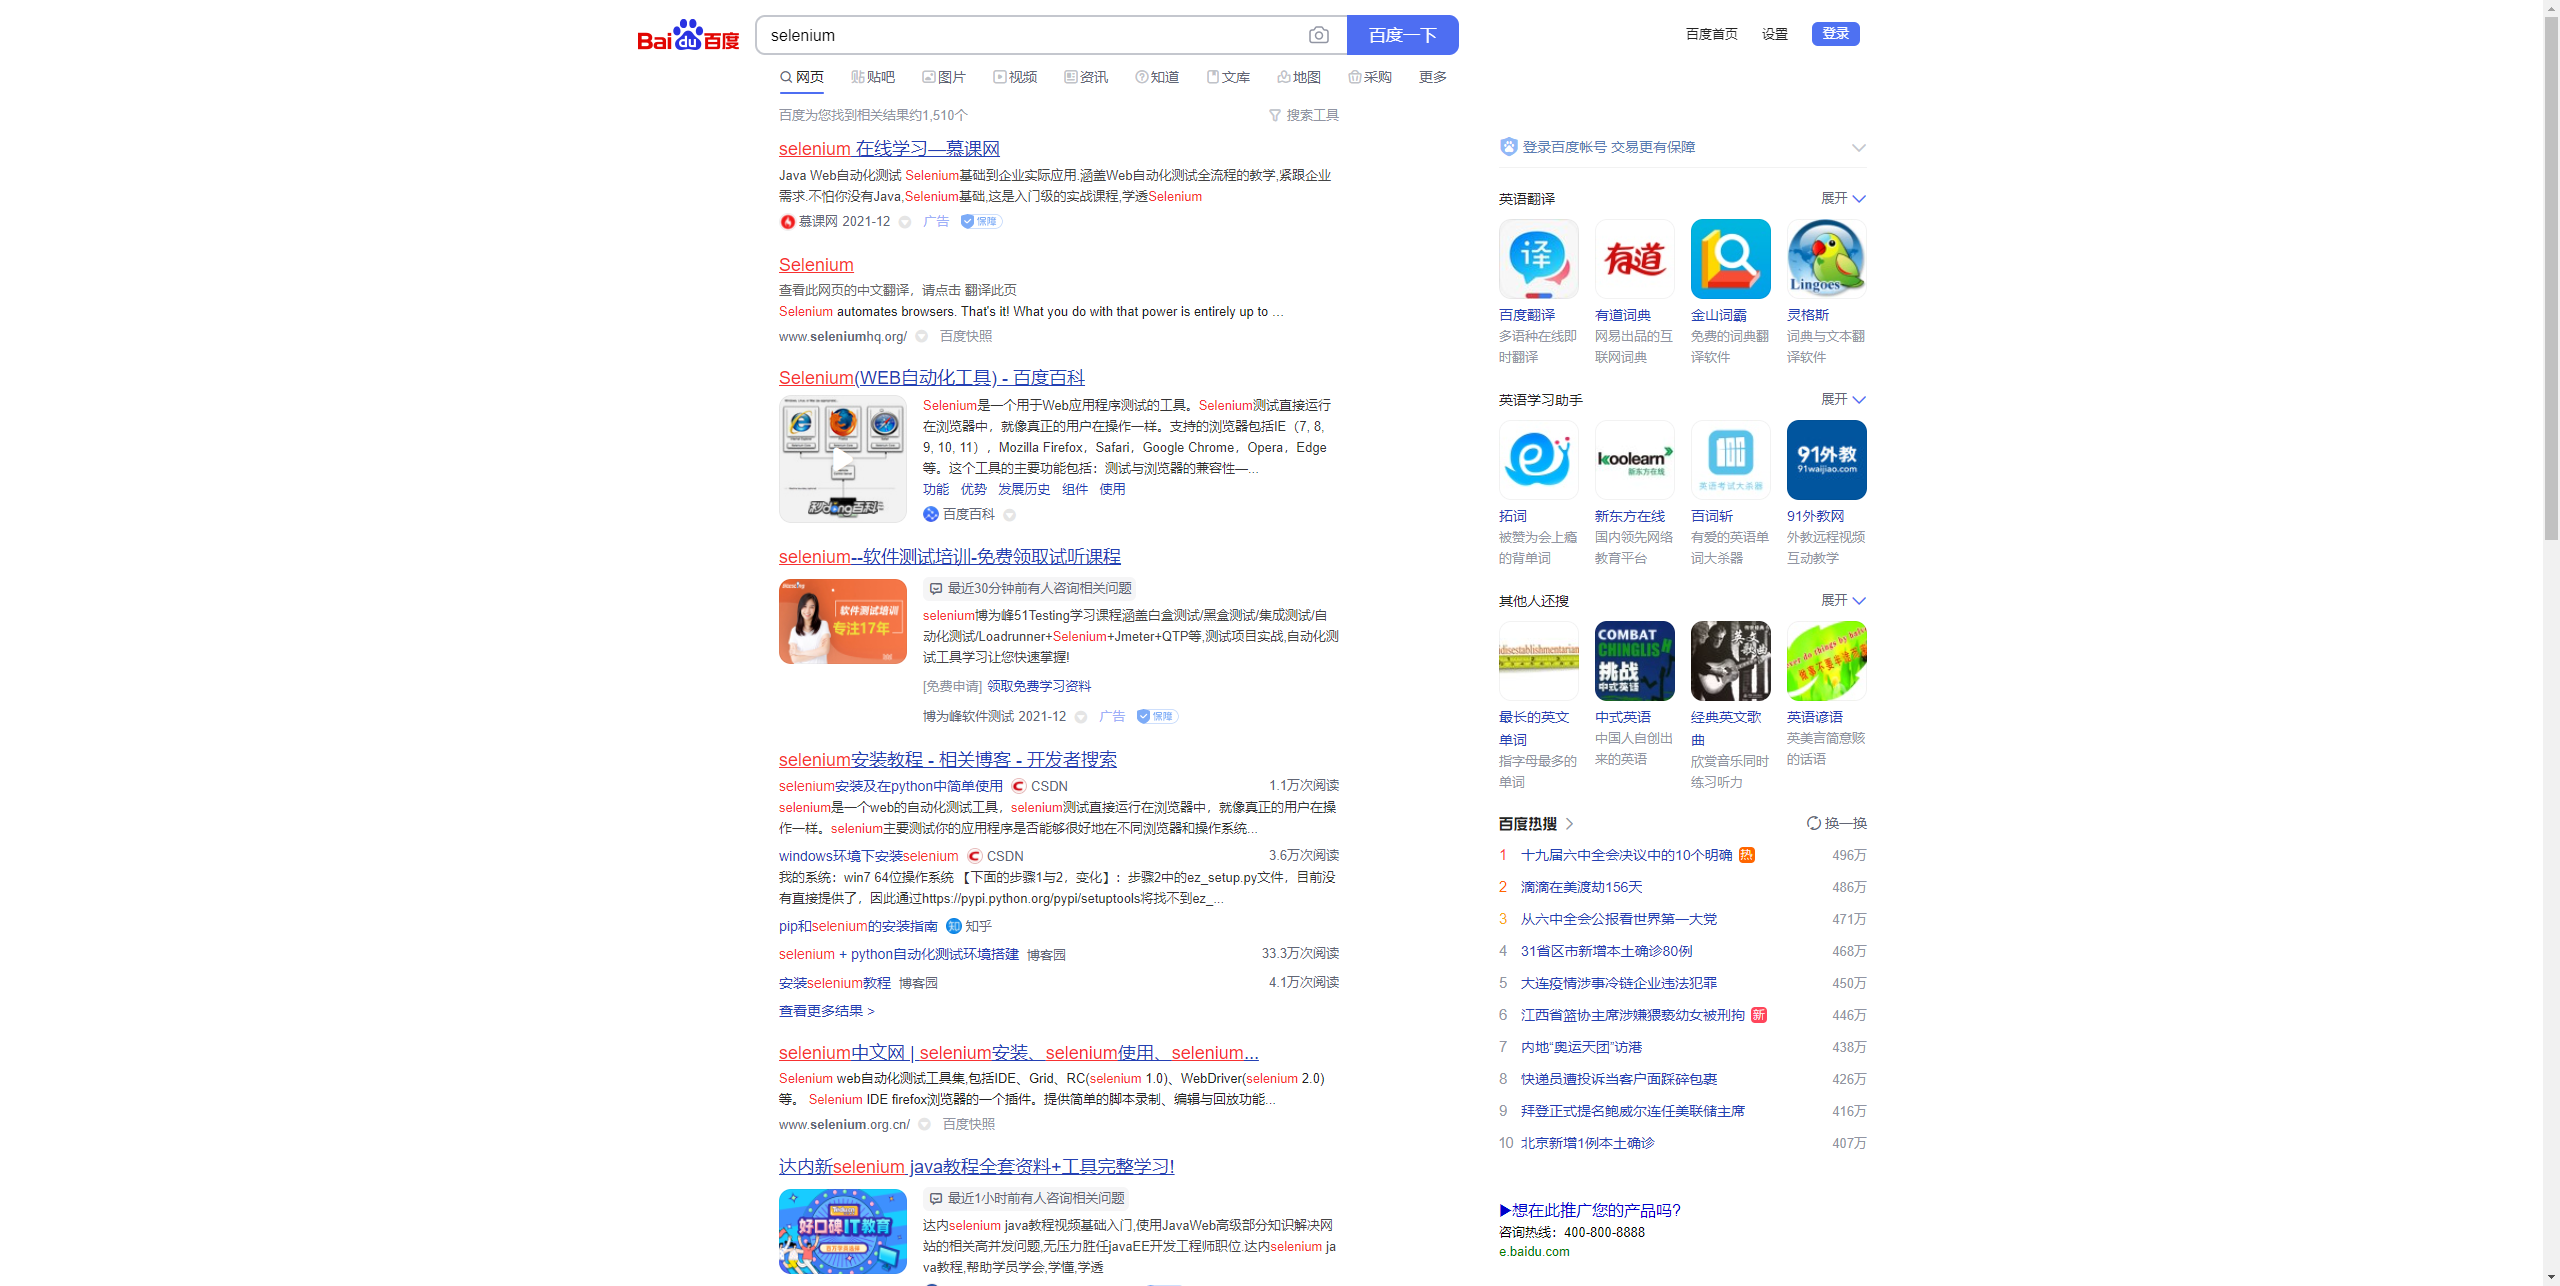 Baidu百度
selenium
百度一下
百度首页 设置 登录
网页 贴吧 图片 视频 资讯 知道 文库 地图 采购 更多
百度为您找到相关结果约1,510个
搜索工具
selenium 在线学习—慕课网
Java Web自动化测试 Selenium基础到企业实际应用.涵盖Web自动化测试全流程的教学,紧跟企业
需求.不怕你没有Java,Selenium基础,这是入门级的实战课程,学透Selenium
慕课网 2021-12 广告 保障
Selenium
查看此网页的中文翻译，请点击 翻译此页
Selenium automates browsers. That's it! What you do with that power is entirely up to ...
www.seleniumhq.org/ 百度快照
Selenium(WEB自动化工具) - 百度百科
秒dong百科
Selenium是一个用于Web应用程序测试的工具。Selenium测试直接运行
在浏览器中，就像真正的用户在操作一样。支持的浏览器包括IE（7, 8,
9, 10, 11），Mozilla Firefox，Safari，Google Chrome，Opera，Edge
等。这个工具的主要功能包括：测试与浏览器的兼容性—...
功能 优势 发展历史 组件 使用
百度百科
selenium--软件测试培训-免费领取试听课程
软件测试培训
专注17年
最近30分钟前有人咨询相关问题
selenium博为峰51Testing学习课程涵盖白盒测试/黑盒测试/集成测试/自
动化测试/Loadrunner+Selenium+Jmeter+QTP等,测试项目实战,自动化测
试工具学习让您快速掌握!
[免费申请] 领取免费学习资料
博为峰软件测试 2021-12 广告 保障
selenium安装教程 - 相关博客 - 开发者搜索
selenium安装及在python中简单使用 CSDN 1.1万次阅读
selenium是一个web的自动化测试工具，selenium测试直接运行在浏览器中，就像真正的用户在操
作一样。selenium主要测试你的应用程序是否能够很好地在不同浏览器和操作系统...
windows环境下安装selenium CSDN 3.6万次阅读
我的系统：win7 64位操作系统 【下面的步骤1与2，变化】：步骤2中的ez_setup.py文件，目前没
有直接提供了，因此通过https://pypi.python.org/pypi/setuptools将找不到ez_...
pip和selenium的安装指南 知 知乎
selenium + python自动化测试环境搭建 博客园 33.3万次阅读
安装selenium教程 博客园 4.1万次阅读
查看更多结果 >
selenium中文网 | selenium安装、selenium使用、selenium...
Selenium web自动化测试工具集,包括IDE、Grid、RC(selenium 1.0)、WebDriver(selenium 2.0)
等。 Selenium IDE firefox浏览器的一个插件。提供简单的脚本录制、编辑与回放功能...
www.selenium.org.cn/ 百度快照
达内新selenium java教程全套资料+工具完整学习!
好口碑IT教育
最近1小时前有人咨询相关问题
达内selenium java教程视频基础入门,使用JavaWeb高级部分知识解决网
站的相关高并发问题,无压力胜任javaEE开发工程师职位.达内selenium ja
va教程,帮助学员学会,学懂,学透
登录百度帐号 交易更有保障
英语翻译 展开
译 有道 Lingoes
百度翻译 有道词典 金山词霸 灵格斯
多语种在线即 网易出品的互 免费的词典翻 词典与文本翻
时翻译 联网词典 译软件 译软件
英语学习助手 展开
koolearn
新东方在线
英语考试大杀器
91外教
91waijiao.com
拓词 新东方在线 百词斩 91外教网
被赞为会上瘾 国内领先网络 有爱的英语单 外教远程视频
的背单词 教育平台 词大杀器 互动教学
其他人还搜 展开
disestablishmentarian
COMBAT
CHINGLISH
挑战
中式英语
英文
歌曲
最长的英文 中式英语 经典英文歌 英语谚语
单词 中国人自创出 曲 英美言简意赅
指字母最多的 来的英语 欣赏音乐同时 的话语
单词 练习听力
百度热搜 换一换
1 十九届六中全会决议中的10个明确 热 496万
2 滴滴在美渡劫156天 486万
3 从六中全会公报看世界第一大党 471万
4 31省区市新增本土确诊80例 468万
5 大连疫情涉事冷链企业违法犯罪 450万
6 江西省篮协主席涉嫌猥亵幼女被刑拘 新 446万
7 内地“奥运天团”访港 438万
8 快递员遭投诉当客户面踩碎包裹 426万
9 拜登正式提名鲍威尔连任美联储主席 416万
10 北京新增1例本土确诊 407万
▶想在此推广您的产品吗?
咨询热线：400-800-8888
e.baidu.com